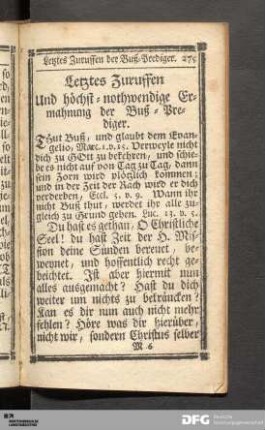 Letztes Zuruffen der Buß-Prediger. 275
Letztes Zuruffen
Und höchst-nothwendige Er-
mahnung der Buß-Pre-
diger.
THut Buß, und glaubt dem Evan-
gelio, Marc. 1. v. 15. Verweyle nicht
dich zu GOtt zu bekehren, und schie-
be es nicht auf von Tag zu Tag, dann
sein Zorn wird plötzlich kommen;
und in der Zeit der Rach wird er dich
verderben, Eccl. 5. v. 9. Wann ihr
nicht Buß thut, werdet ihr alle zu-
gleich zu Grund gehen. Luc. 13. v. 5.
Du hast es gethan, O Christliche
Seel! du hast Zeit der H. Mis-
sion deine Sünden bereuet, be-
weynet, und hoffentlich recht ge-
beichtet. Ist aber hiermit nun
alles ausgemacht? Hast du dich
weiter um nichts zu bekräncken?
Kan es dir nun auch nicht mehr
fehlen? Höre was dir hierüber,
nicht wir, sondern Christus selber
M 6
DFG